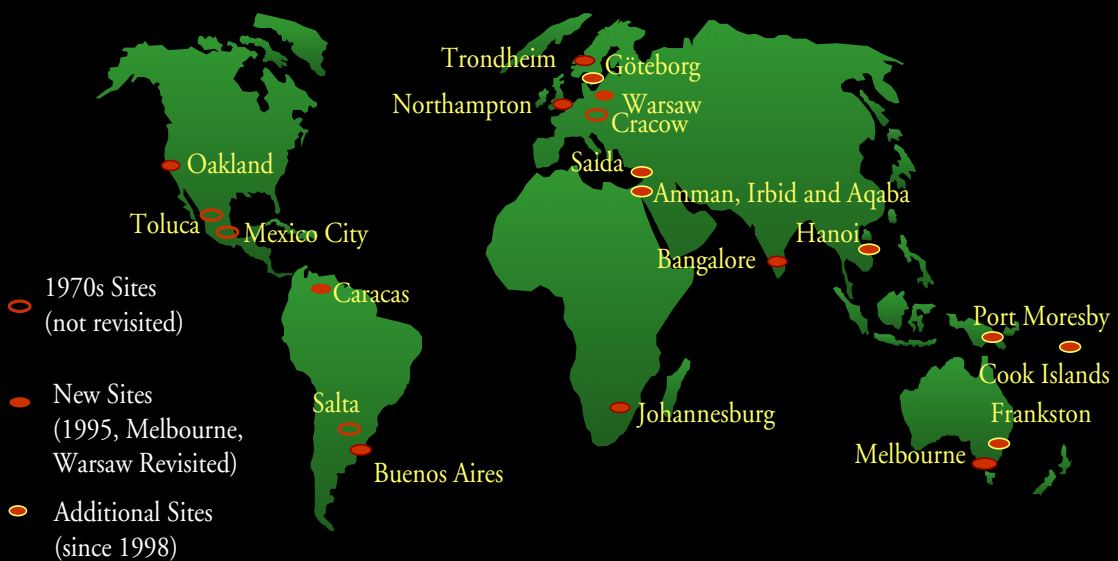 Trondheim
Göteborg
Northampton
Warsaw
Cracow
Oakland
Saida
Amman, Irbid and Aqaba
Toluca
Mexico City
Hanoi
Bangalore
1970s Sites
(not revisited)
Caracas
Port Moresby
Cook Islands
New Sites
(1995, Melbourne,
Warsaw Revisited)
Salta
Johannesburg
Frankston
Melbourne
Buenos Aires
Additional Sites
(since 1998)